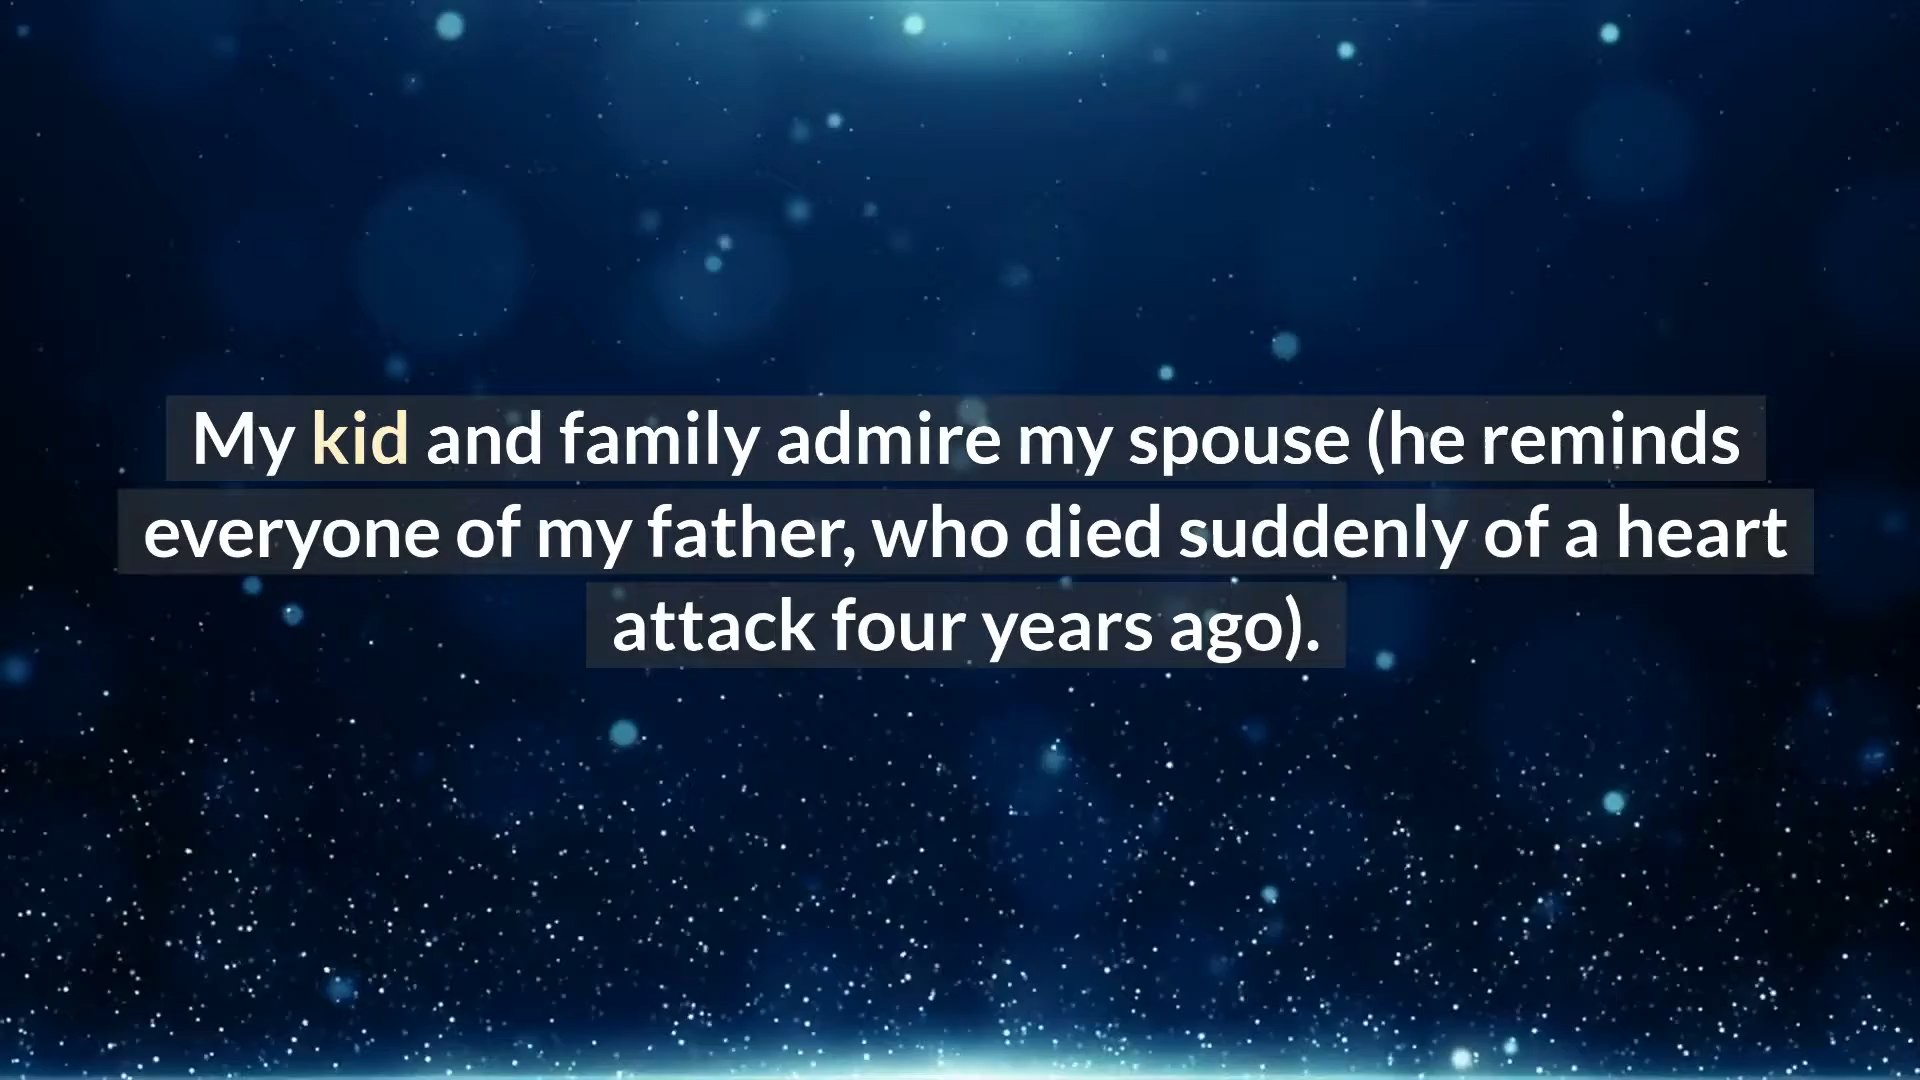 My kid and family admire my spouse (he reminds
everyone of my father, who died suddenly of a heart
attack four years ago).